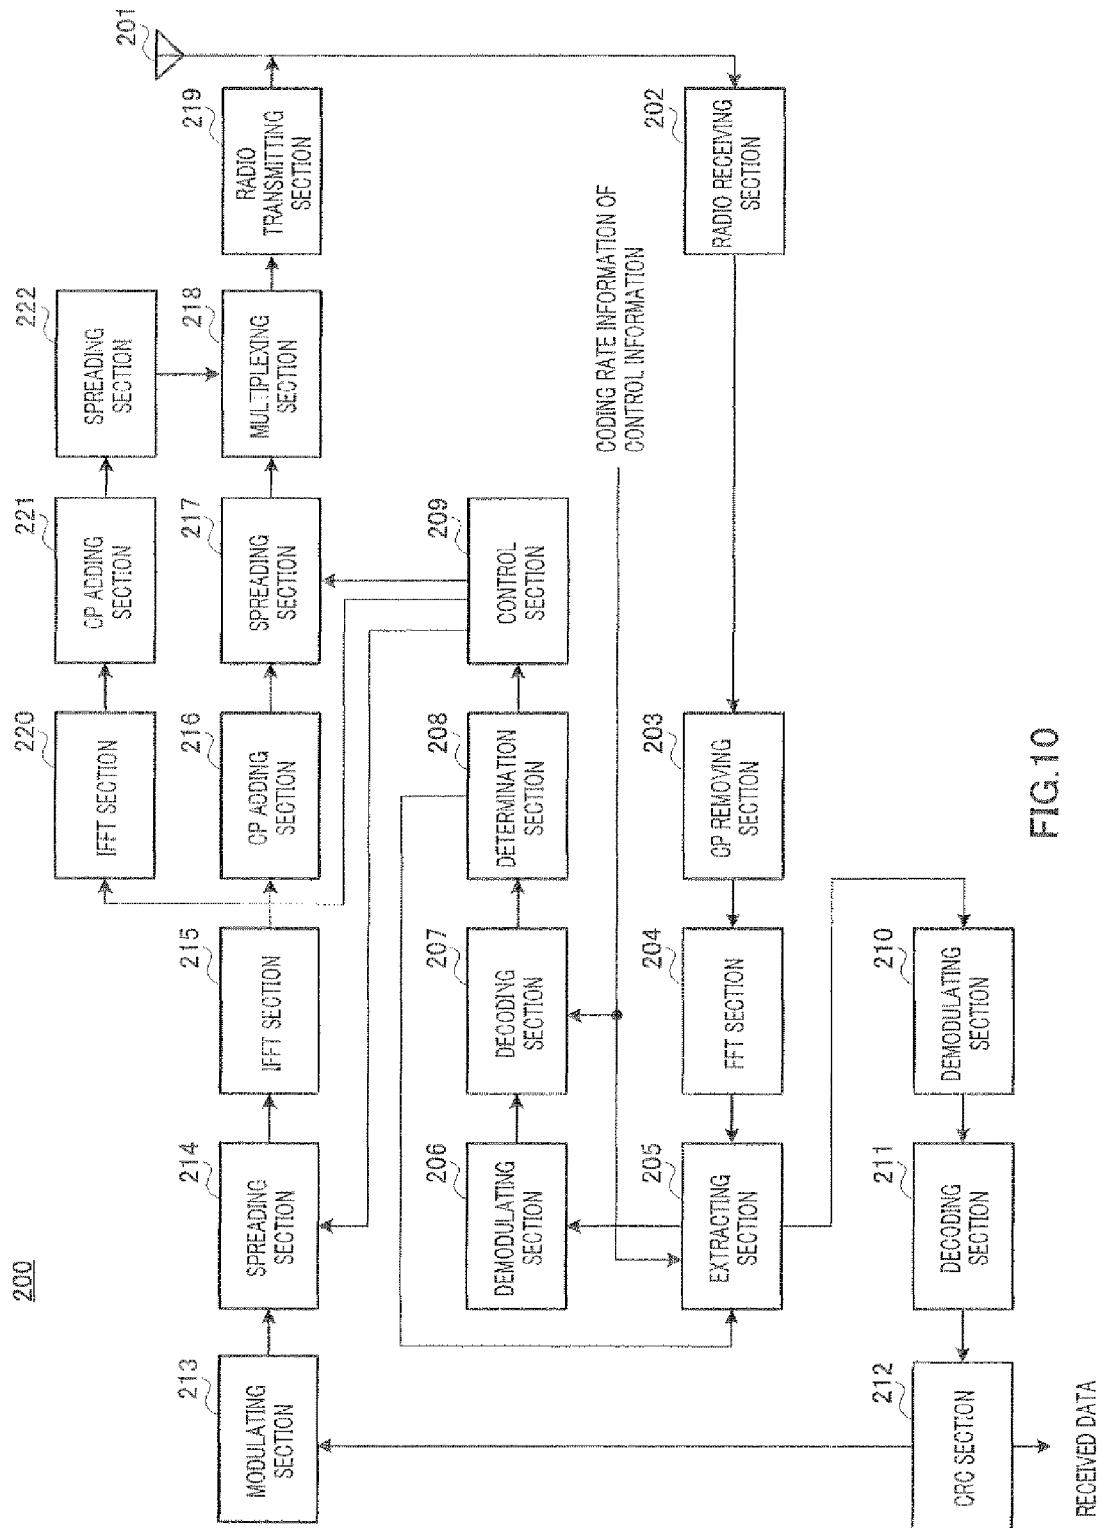 200
220
221
222
IFFT SECTION
CP ADDING
SECTION
SPREADING
SECTION
201
213
214
215
216
217
218
219
MODULATING
SECTION
SPREADING
SECTION
IFFT SECTION
CP ADDING
SECTION
SPREADING
SECTION
MULTIPLEXING
SECTION
RADIO
TRANSMITTING
SECTION
206
207
208
209
DEMODULATING
SECTION
DECODING
SECTION
DETERMINATION
SECTION
CONTROL
SECTION
CODING RATE INFORMATION OF
CONTROL INFORMATION
205
204
203
202
EXTRACTING
SECTION
FFT SECTION
CP REMOVING
SECTION
RADIO RECEIVING
SECTION
212
211
210
CRC SECTION
DECODING
SECTION
DEMODULATING
SECTION
RECEIVED DATA
FIG.10